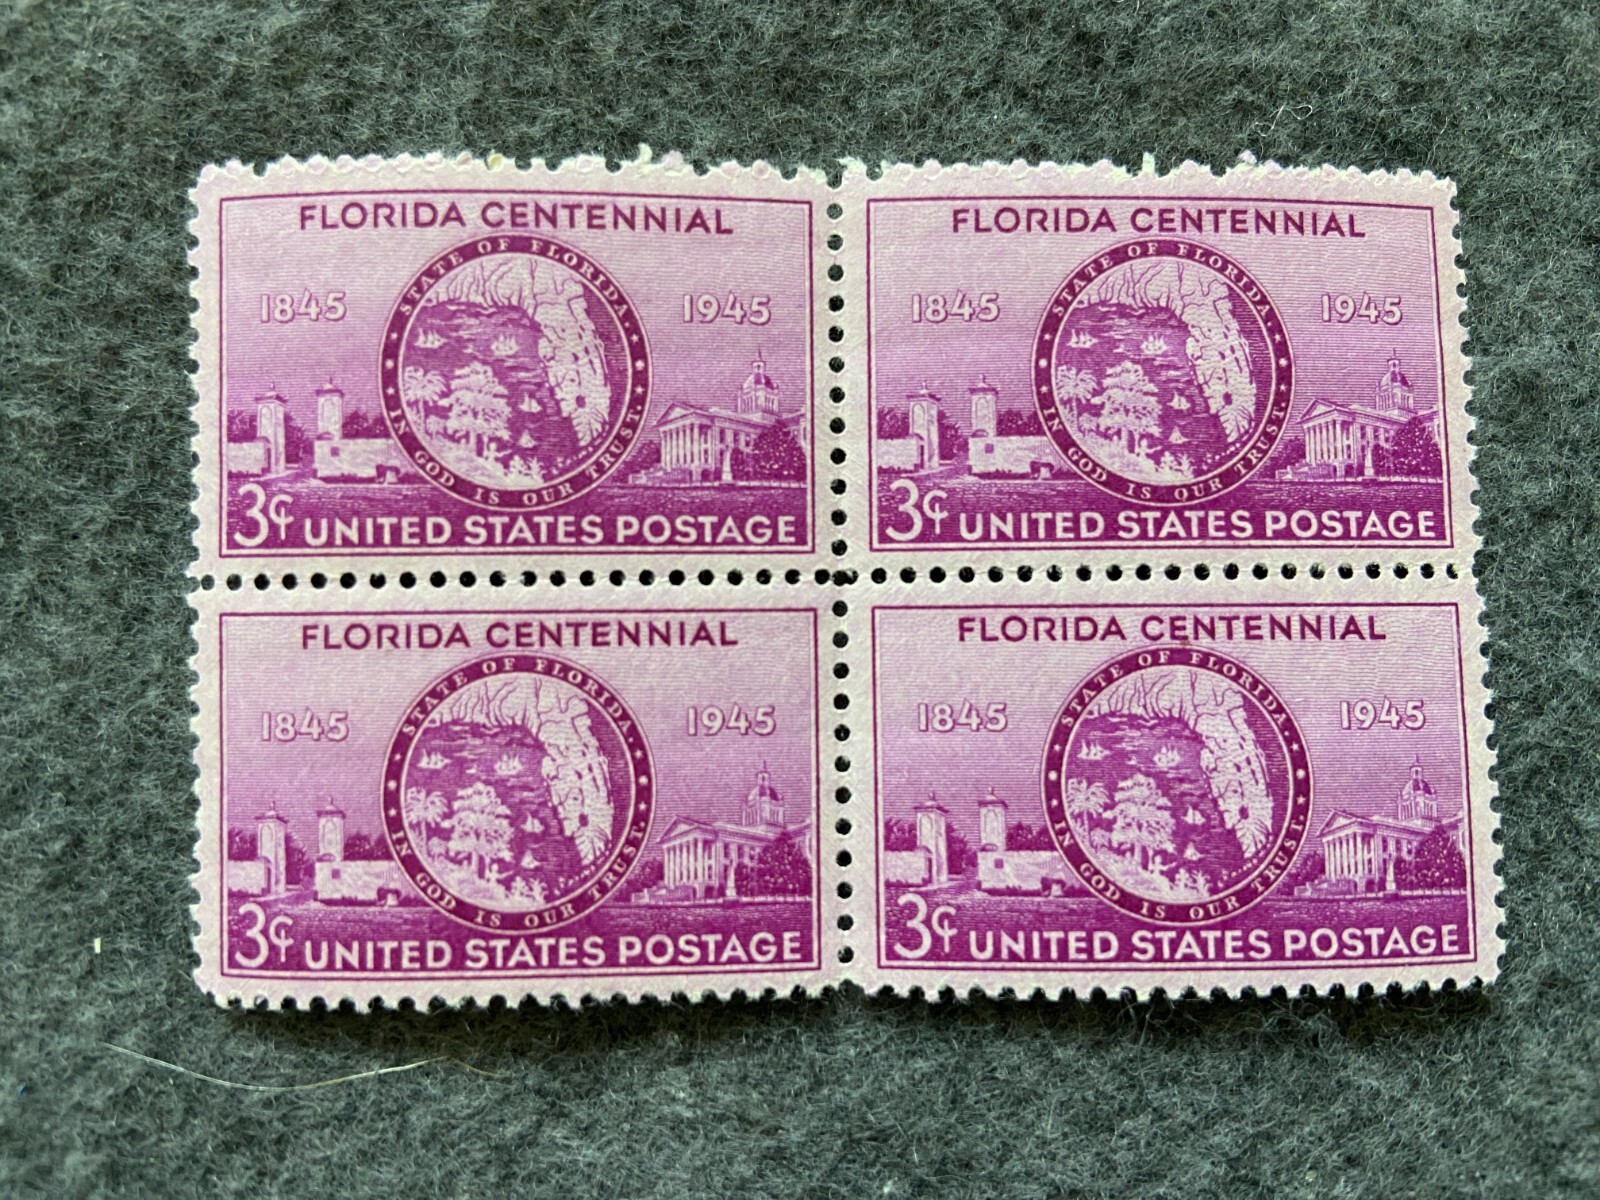 FLORIDA CENTENNIAL
STATE OF FLORIDA.
1845 1945
IN GOD IS OUR TRUST.
3¢ UNITED STATES POSTAGE
FLORIDA CENTENNIAL
STATE OF FLORIDA.
1845 1945
IN GOD IS OUR TRUST.
3¢ UNITED STATES POSTAGE
FLORIDA CENTENNIAL
STATE OF FLORIDA.
1845 1945
IN GOD IS OUR TRUST.
3¢ UNITED STATES POSTAGE
FLORIDA CENTENNIAL
STATE OF FLORIDA.
1845 1945
IN GOD IS OUR TRUST.
3¢ UNITED STATES POSTAGE